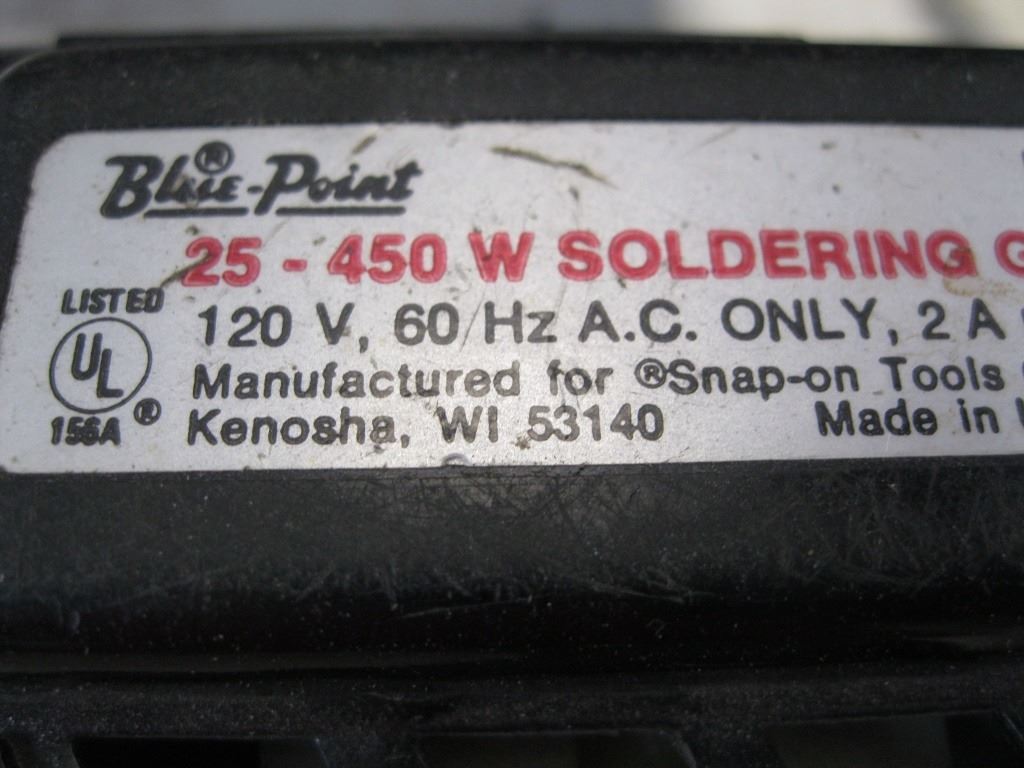 Blue-Point®
25 - 450 W SOLDERING G
LISTED
UL
156A ®
120 V, 60 Hz A.C. ONLY, 2 A
Manufactured for ®Snap-on Tools
Kenosha, WI 53140 Made in